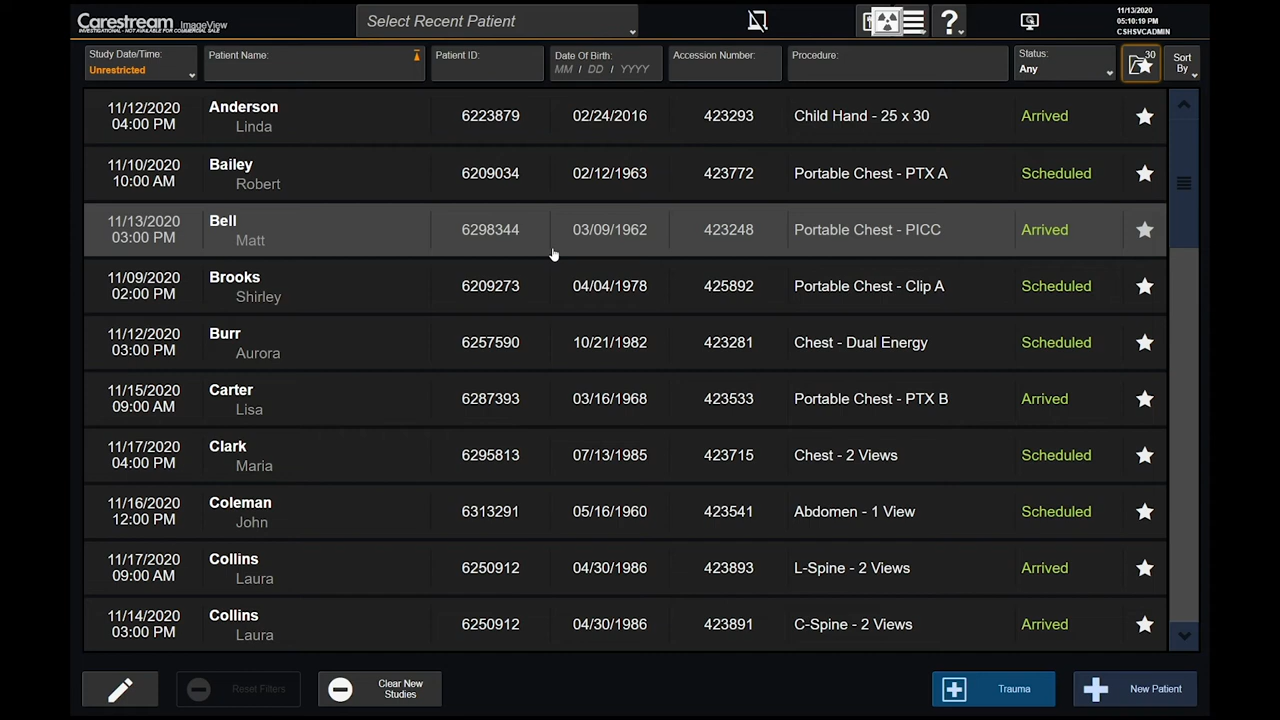 Carestream ImageView
INVESTIGATIONAL - NOT AVAILABLE FOR COMMERCIAL SALE
Select Recent Patient
?
11/13/2020
05:10:19 PM
CSHSVCADMIN
Study Date/Time:
Unrestricted
Patient Name:
Patient ID:
Date Of Birth:
MM / DD / YYYY
Accession Number:
Procedure:
Status:
Any
30
Sort
By
11/12/2020
04:00 PM
Anderson
Linda
6223879
02/24/2016
423293
Child Hand - 25 x 30
Arrived
11/10/2020
10:00 AM
Bailey
Robert
6209034
02/12/1963
423772
Portable Chest - PTX A
Scheduled
11/13/2020
03:00 PM
Bell
Matt
6298344
03/09/1962
423248
Portable Chest - PICC
Arrived
11/09/2020
02:00 PM
Brooks
Shirley
6209273
04/04/1978
425892
Portable Chest - Clip A
Scheduled
11/12/2020
03:00 PM
Burr
Aurora
6257590
10/21/1982
423281
Chest - Dual Energy
Scheduled
11/15/2020
09:00 AM
Carter
Lisa
6287393
03/16/1968
423533
Portable Chest - PTX B
Arrived
11/17/2020
04:00 PM
Clark
Maria
6295813
07/13/1985
423715
Chest - 2 Views
Scheduled
11/16/2020
12:00 PM
Coleman
John
6313291
05/16/1960
423541
Abdomen - 1 View
Scheduled
11/17/2020
09:00 AM
Collins
Laura
6250912
04/30/1986
423893
L-Spine - 2 Views
Arrived
11/14/2020
03:00 PM
Collins
Laura
6250912
04/30/1986
423891
C-Spine - 2 Views
Arrived
Reset Filters
Clear New
Studies
Trauma
New Patient